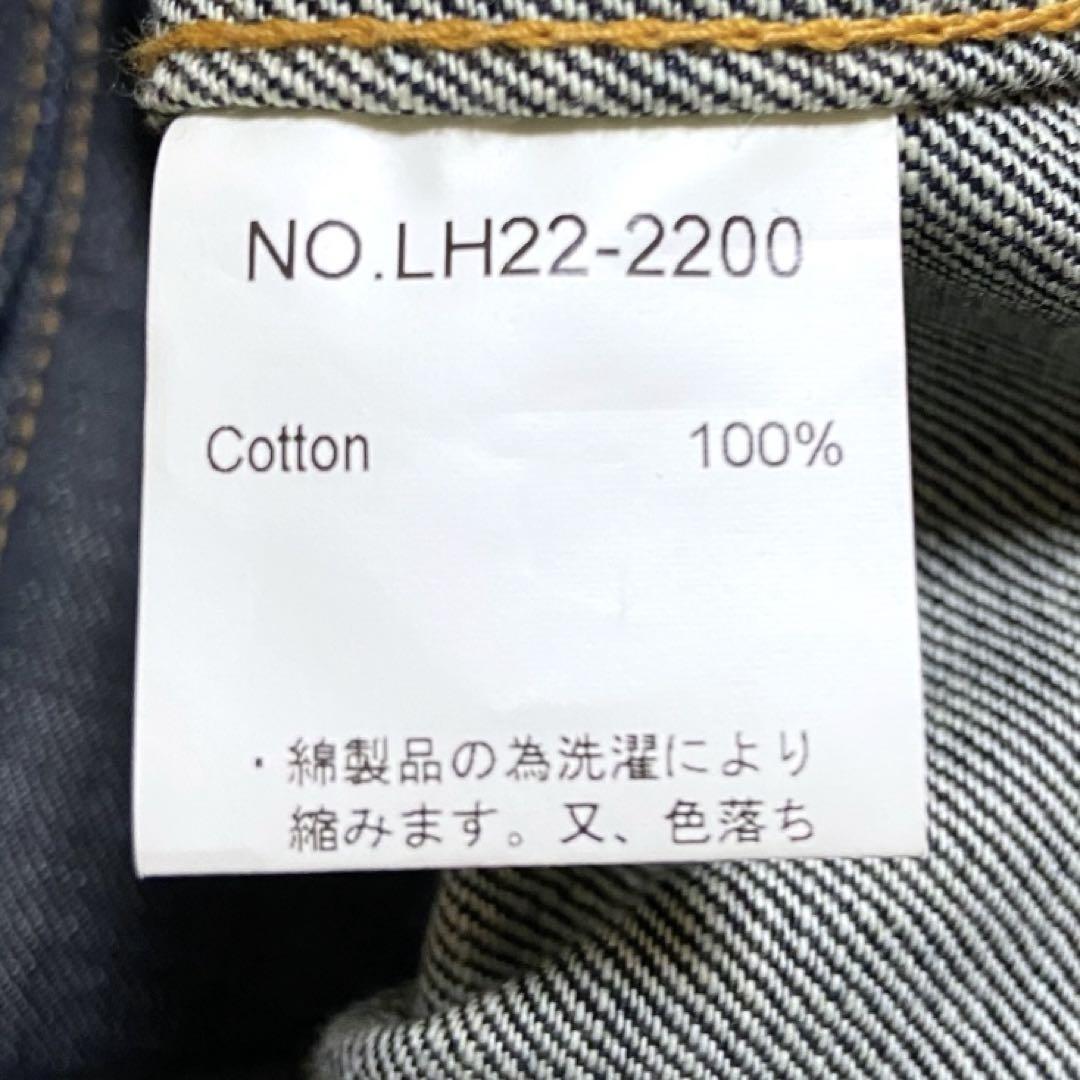 NO.LH22-2200
Cotton 100%
・綿製品の為洗濯により
縮みます。又、色落ち